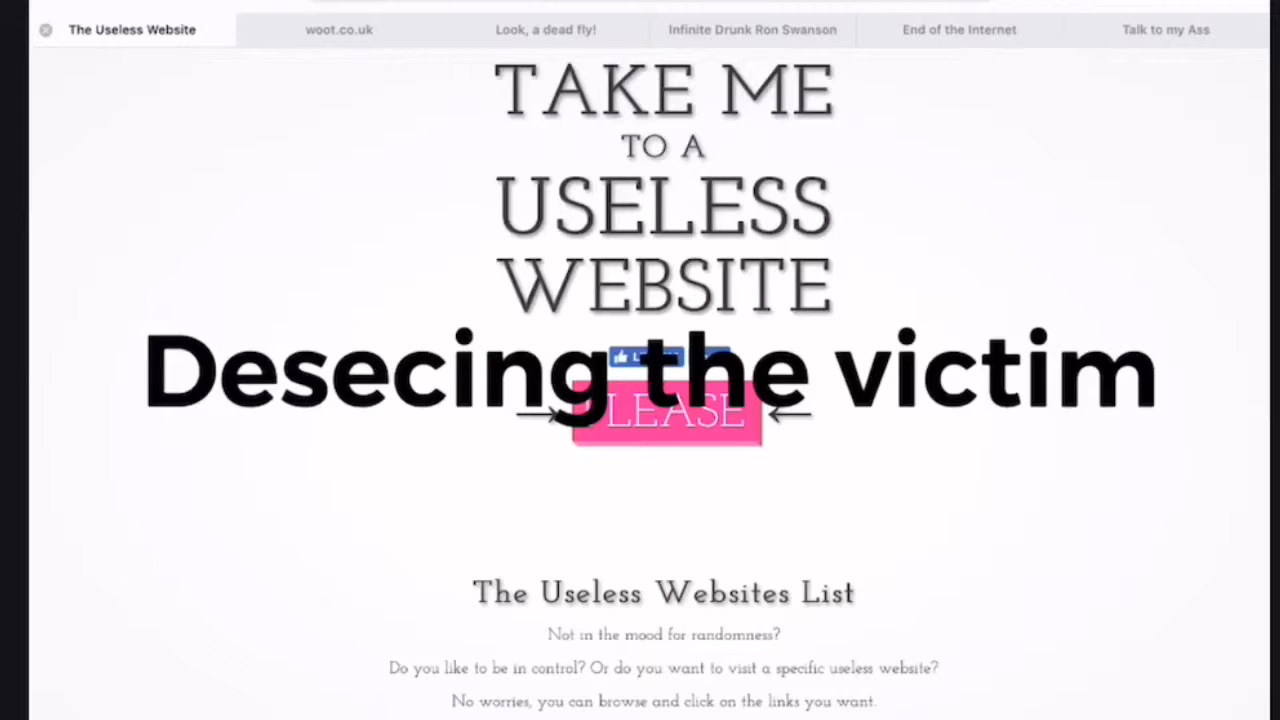 The Useless Website
woot.co.uk
Look, a dead fly!
Infinite Drunk Ron Swanson
End of the Internet
Talk to my Ass
TAKE ME
TO A
USELESS
WEBSITE
Desecing the victim
→ ←
The Useless Websites List
Not in the mood for randomness?
Do you like to be in control? Or do you want to visit a specific useless website?
No worries, you can browse and click on the links you want.